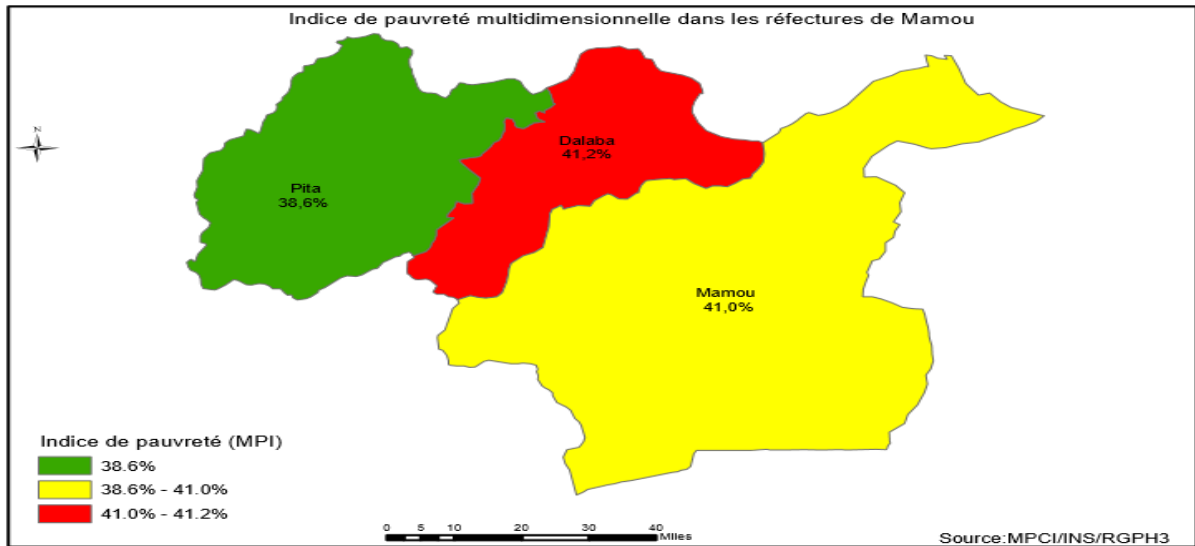 Indice de pauvreté multidimensionnelle dans les réfectures de Mamou
N
Dalaba
41,2%
Pita
38,6%
Mamou
41,0%
Indice de pauvreté (MPI)
38.6%
38.6% - 41.0%
41.0% - 41.2%
0 5 10 20 30 40
Miles
Source:MPCI/INS/RGPH3